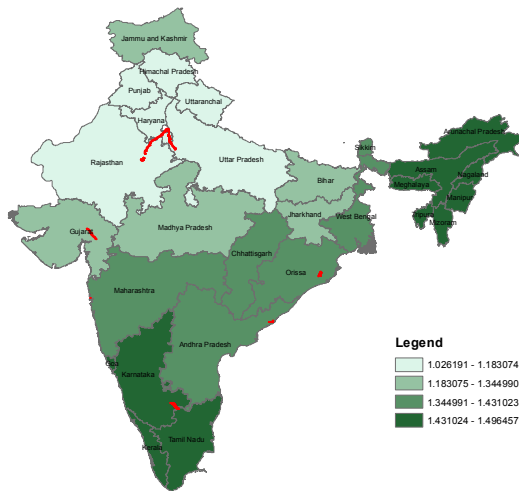 Jammu and Kashmir
Himachal Pradesh
Punjab
Uttaranchal
Haryana
Rajasthan
Uttar Pradesh
Sikkim
Arunachal Pradesh
Assam
Nagaland
Meghalaya
Manipur
Tripura
Mizoram
Bihar
Jharkhand
West Bengal
Gujarat
Madhya Pradesh
Chhattisgarh
Orissa
Maharashtra
Andhra Pradesh
Goa
Karnataka
Kerala
Tamil Nadu
Legend
1.026191 - 1.183074
1.183075 - 1.344990
1.344991 - 1.431023
1.431024 - 1.496457